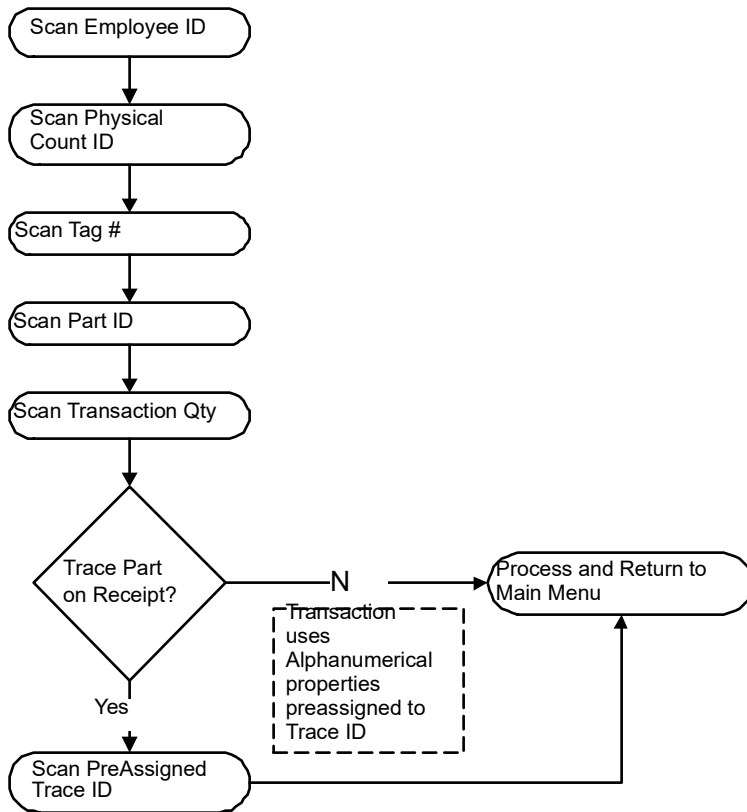 Scan Employee ID
Scan Physical
Count ID
Scan Tag #
Scan Part ID
Scan Transaction Qty
Trace Part
on Receipt?
N
Process and Return to
Main Menu
Transaction
uses
Alphanumerical
properties
preassigned to
Trace ID
Yes
Scan PreAssigned
Trace ID